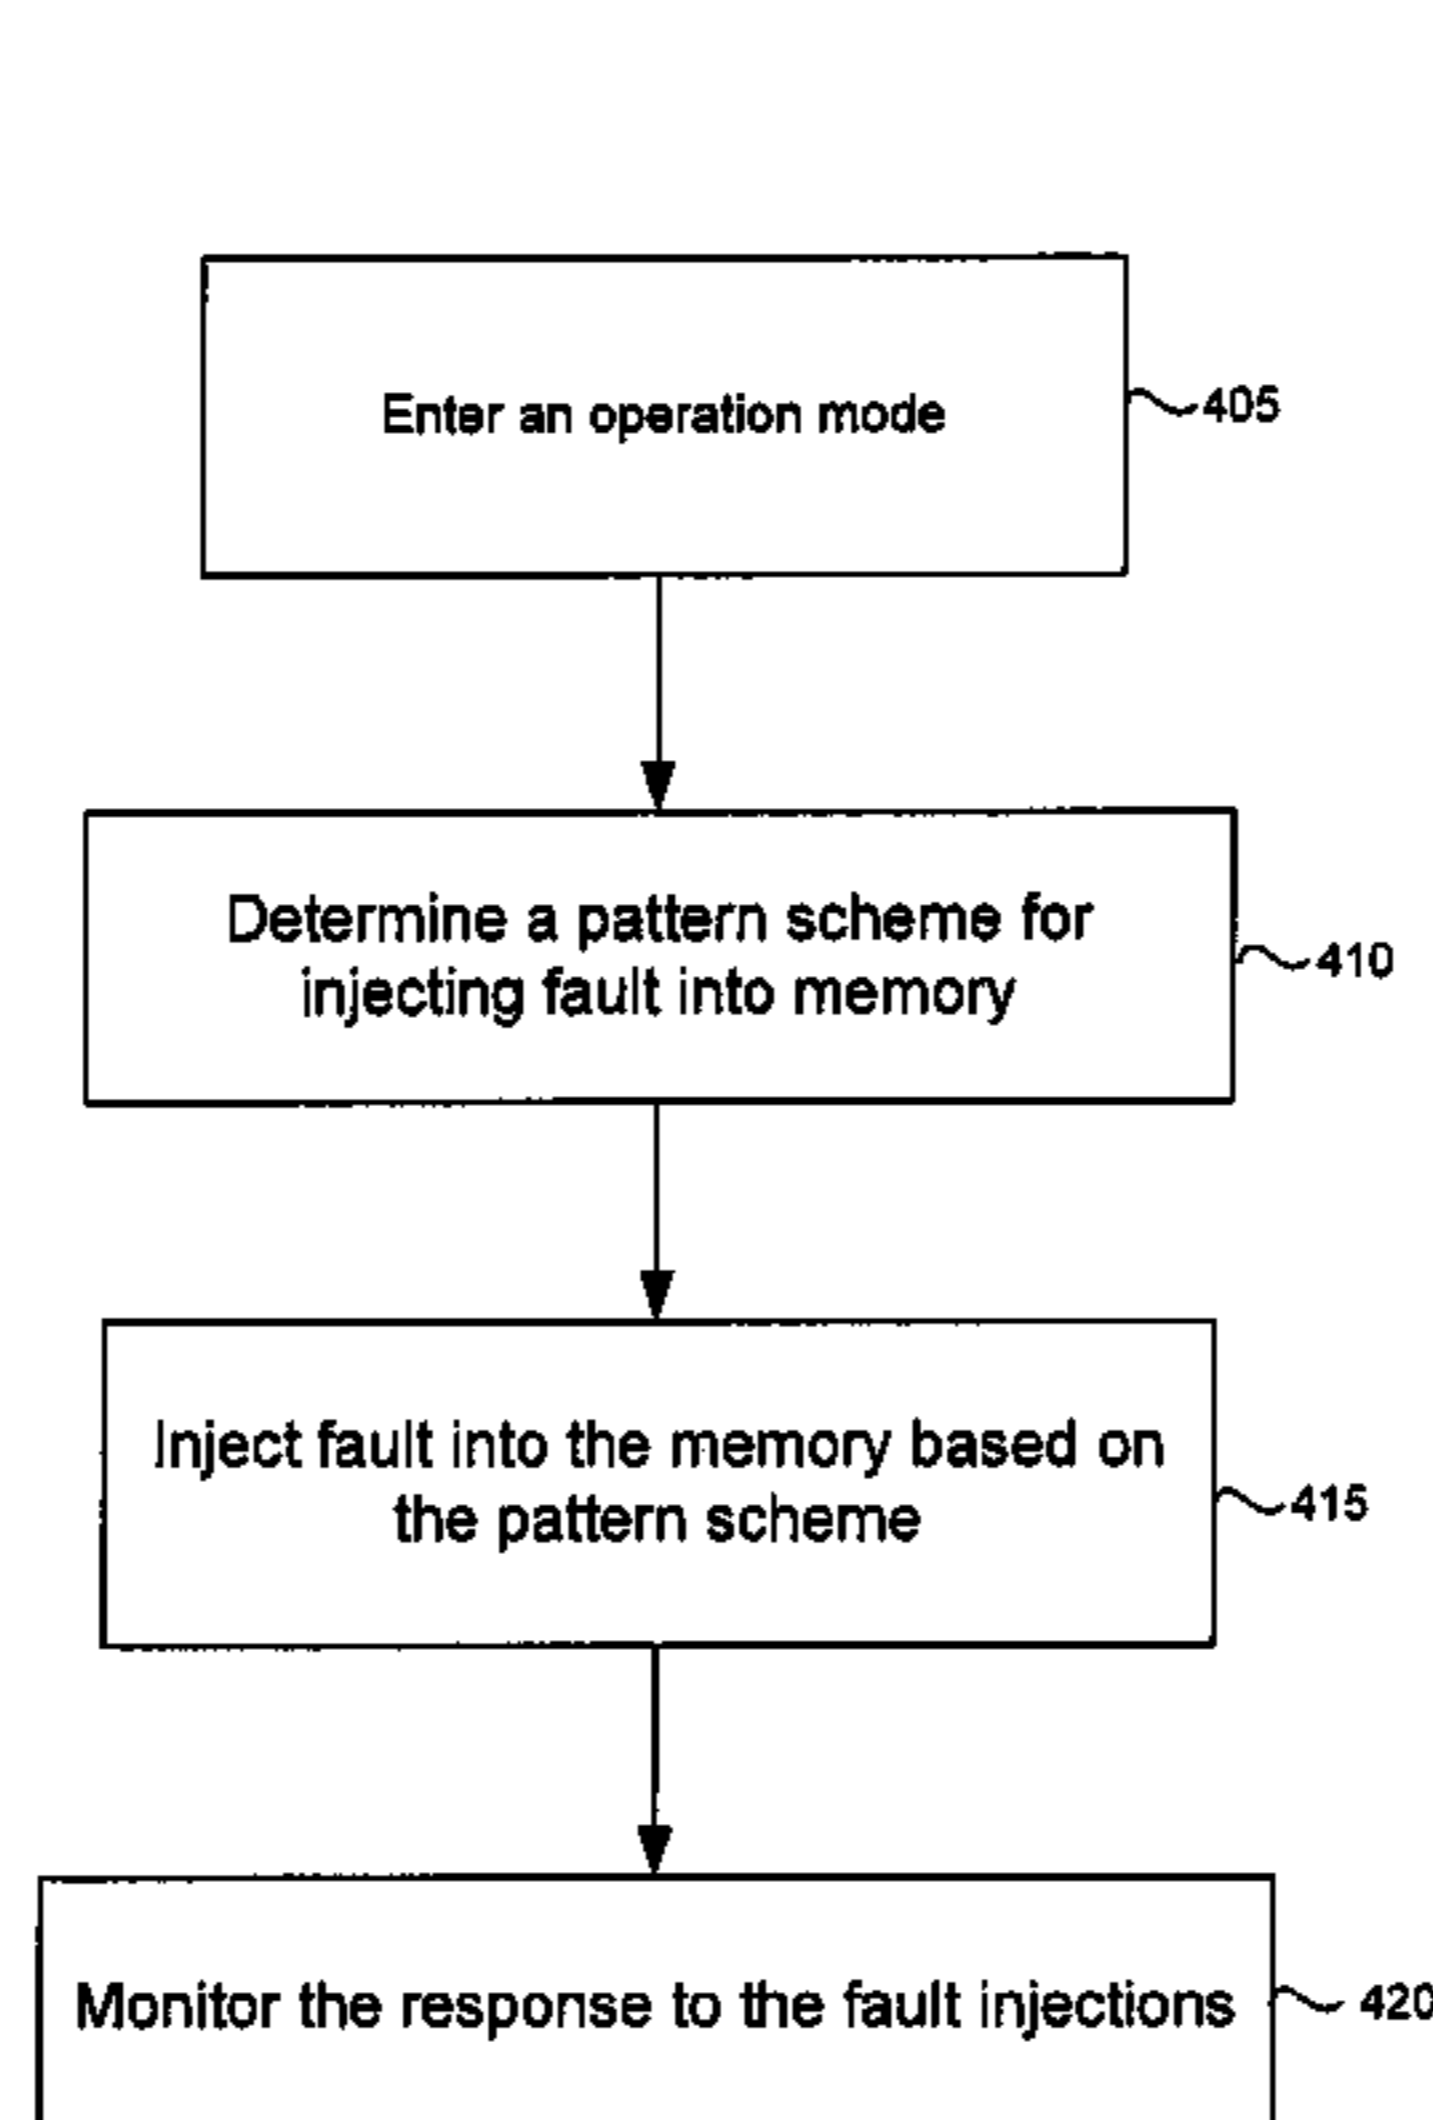 Enter an operation mode
405
Determine a pattern scheme for
injecting fault into memory
410
Inject fault into the memory based on
the pattern scheme
415
Monitor the response to the fault injections
420